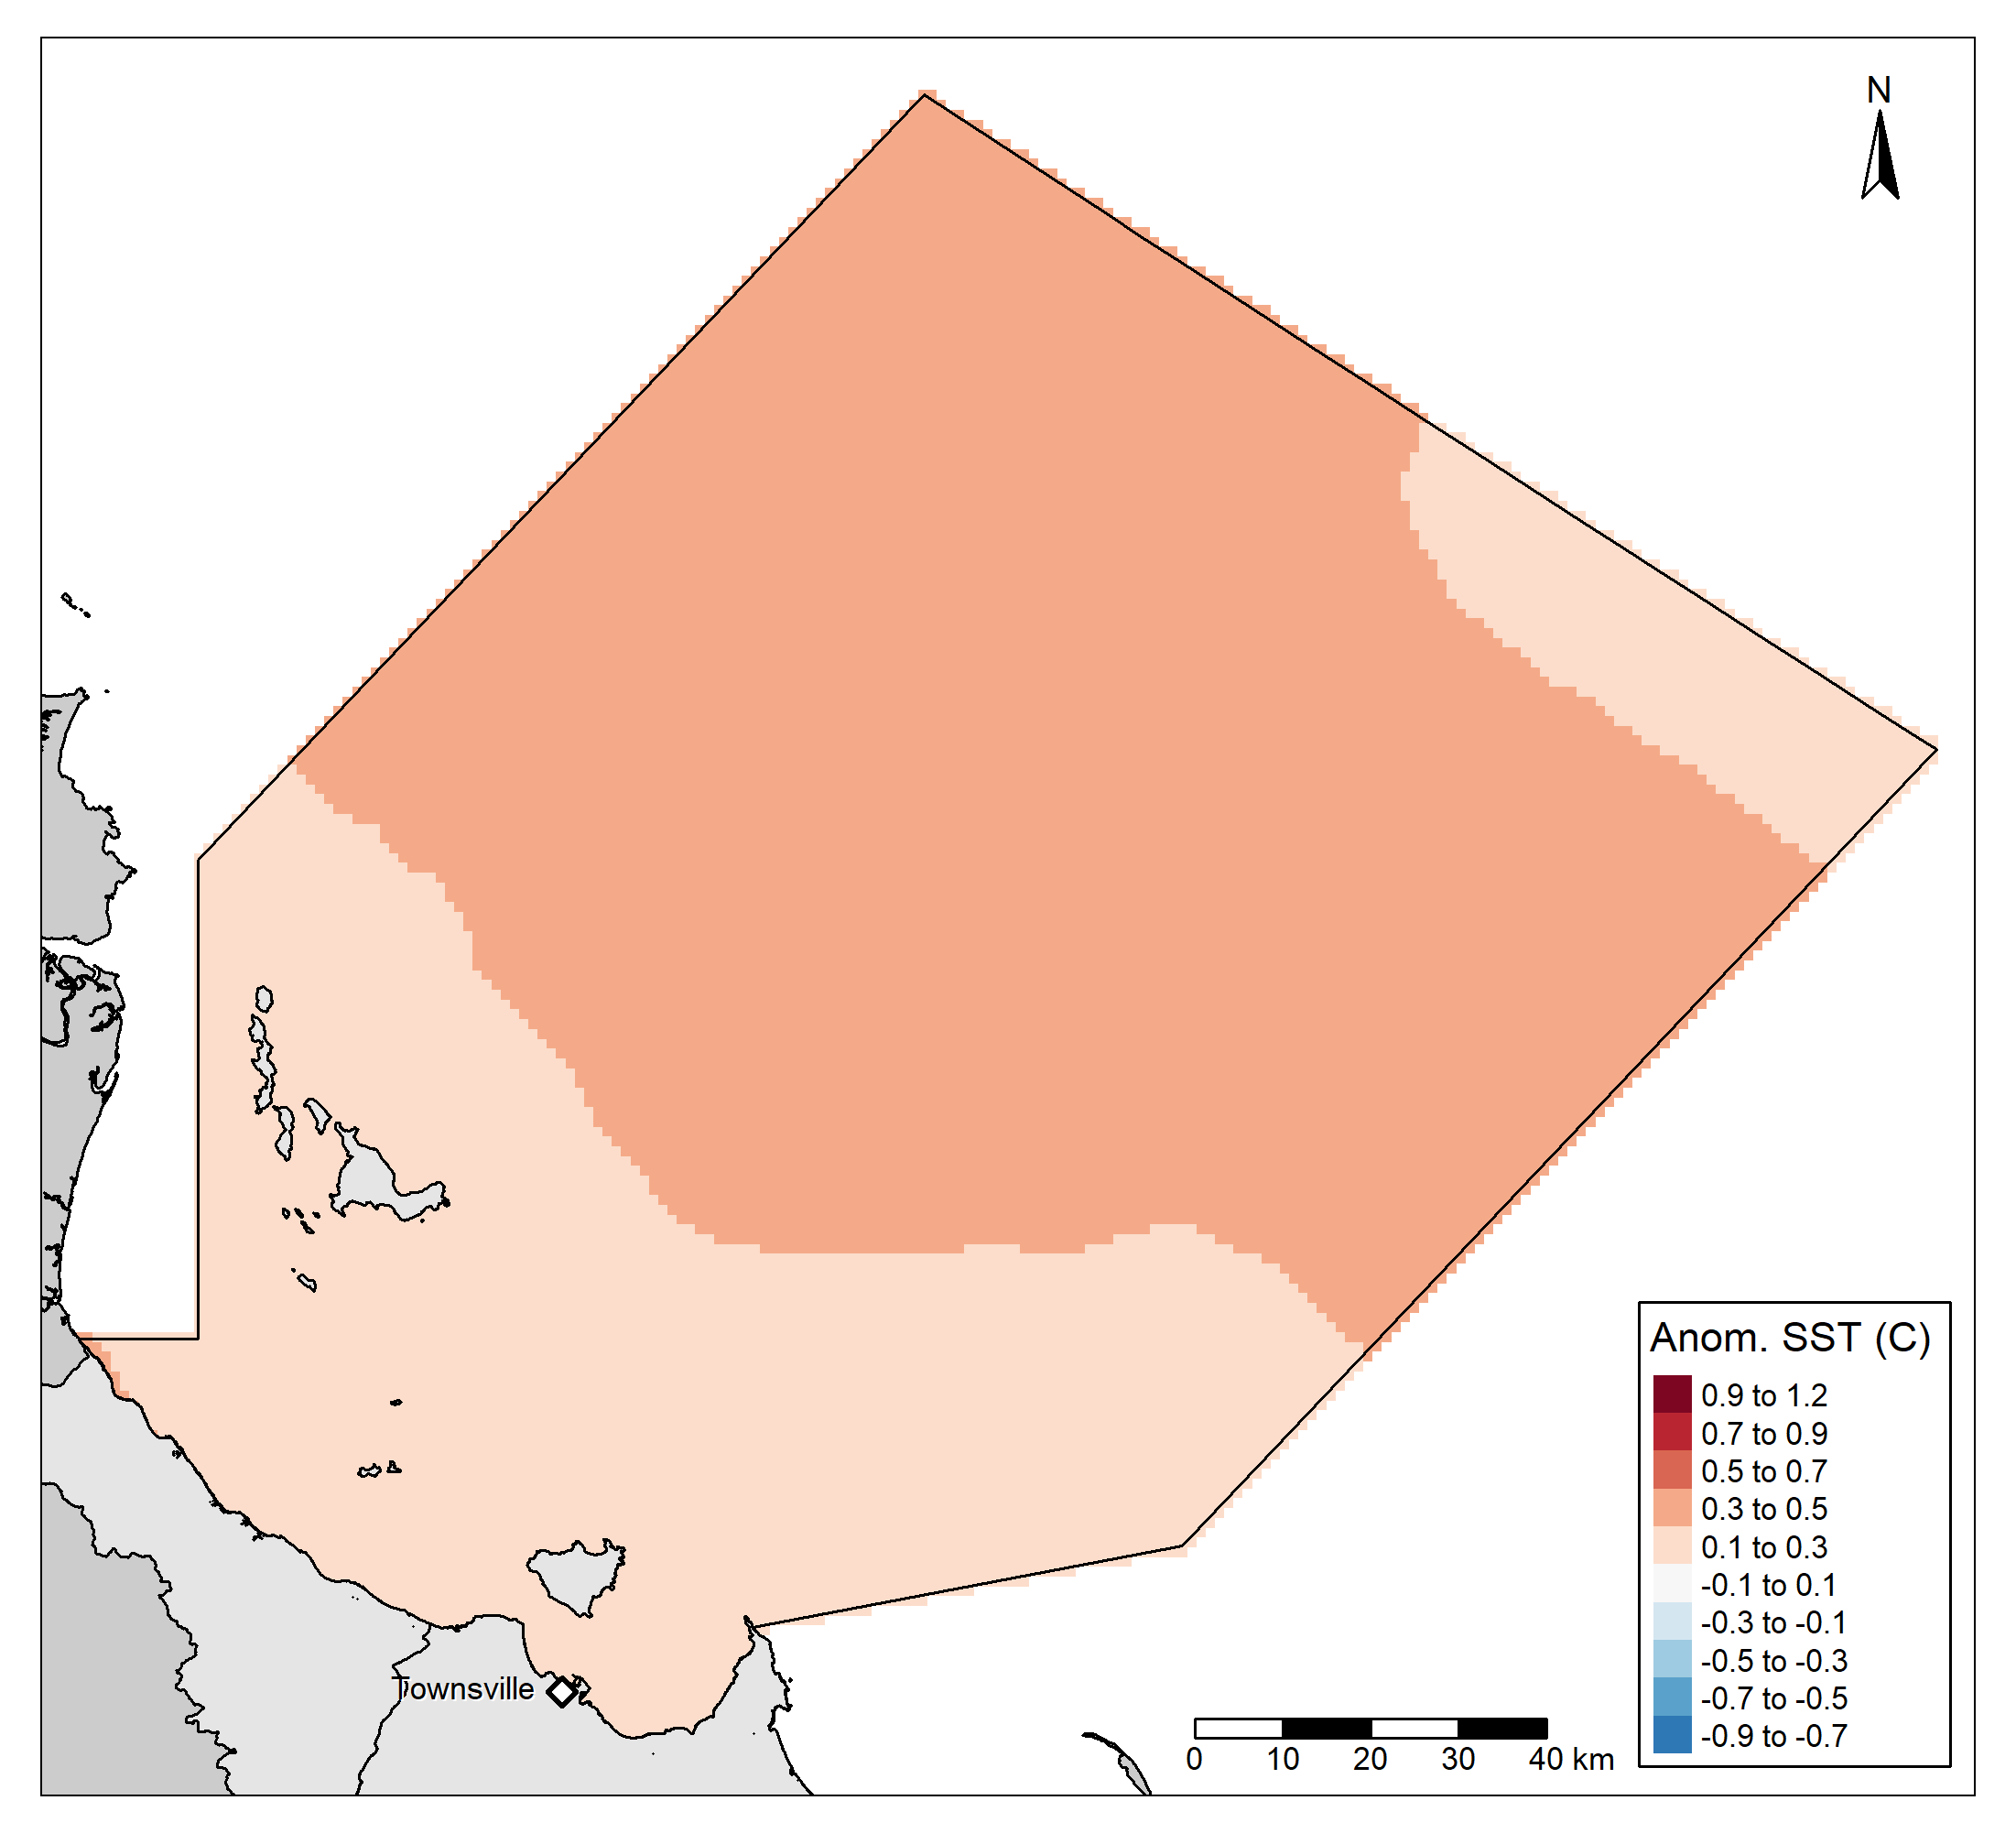 N
Townsville
Anom. SST (C)
0.9 to 1.2
0.7 to 0.9
0.5 to 0.7
0.3 to 0.5
0.1 to 0.3
-0.1 to 0.1
-0.3 to -0.1
-0.5 to -0.3
-0.7 to -0.5
-0.9 to -0.7
0 10 20 30 40 km